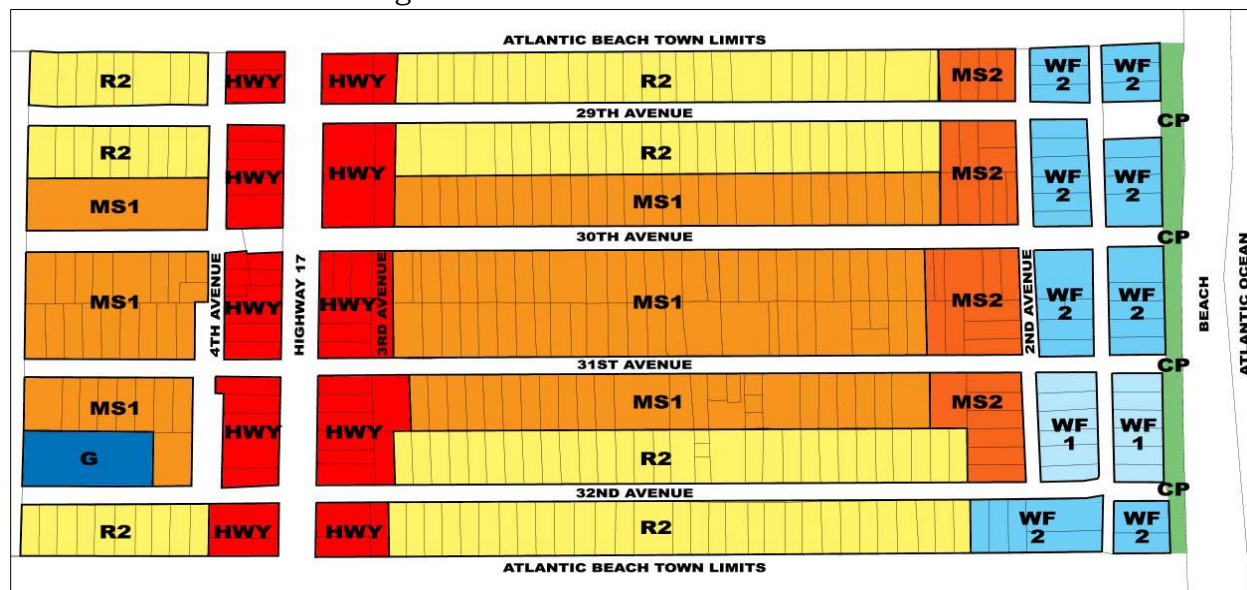 g
ATLANTIC BEACH TOWN LIMITS
R2
HWY
HWY
R2
MS2
WF
2
WF
2
29TH AVENUE
CP
R2
HWY
HWY
R2
MS2
WF
2
WF
2
MS1
MS1
30TH AVENUE
CP
MS1
4TH AVENUE
HWY
HIGHWAY 17
HWY
3RD AVENUE
MS1
MS2
2ND AVENUE
WF
2
WF
2
BEACH
ATLANTIC OCEAN
31ST AVENUE
CP
MS1
HWY
HWY
MS1
MS2
WF
1
WF
1
G
R2
32ND AVENUE
CP
R2
HWY
HWY
R2
WF
2
WF
2
ATLANTIC BEACH TOWN LIMITS